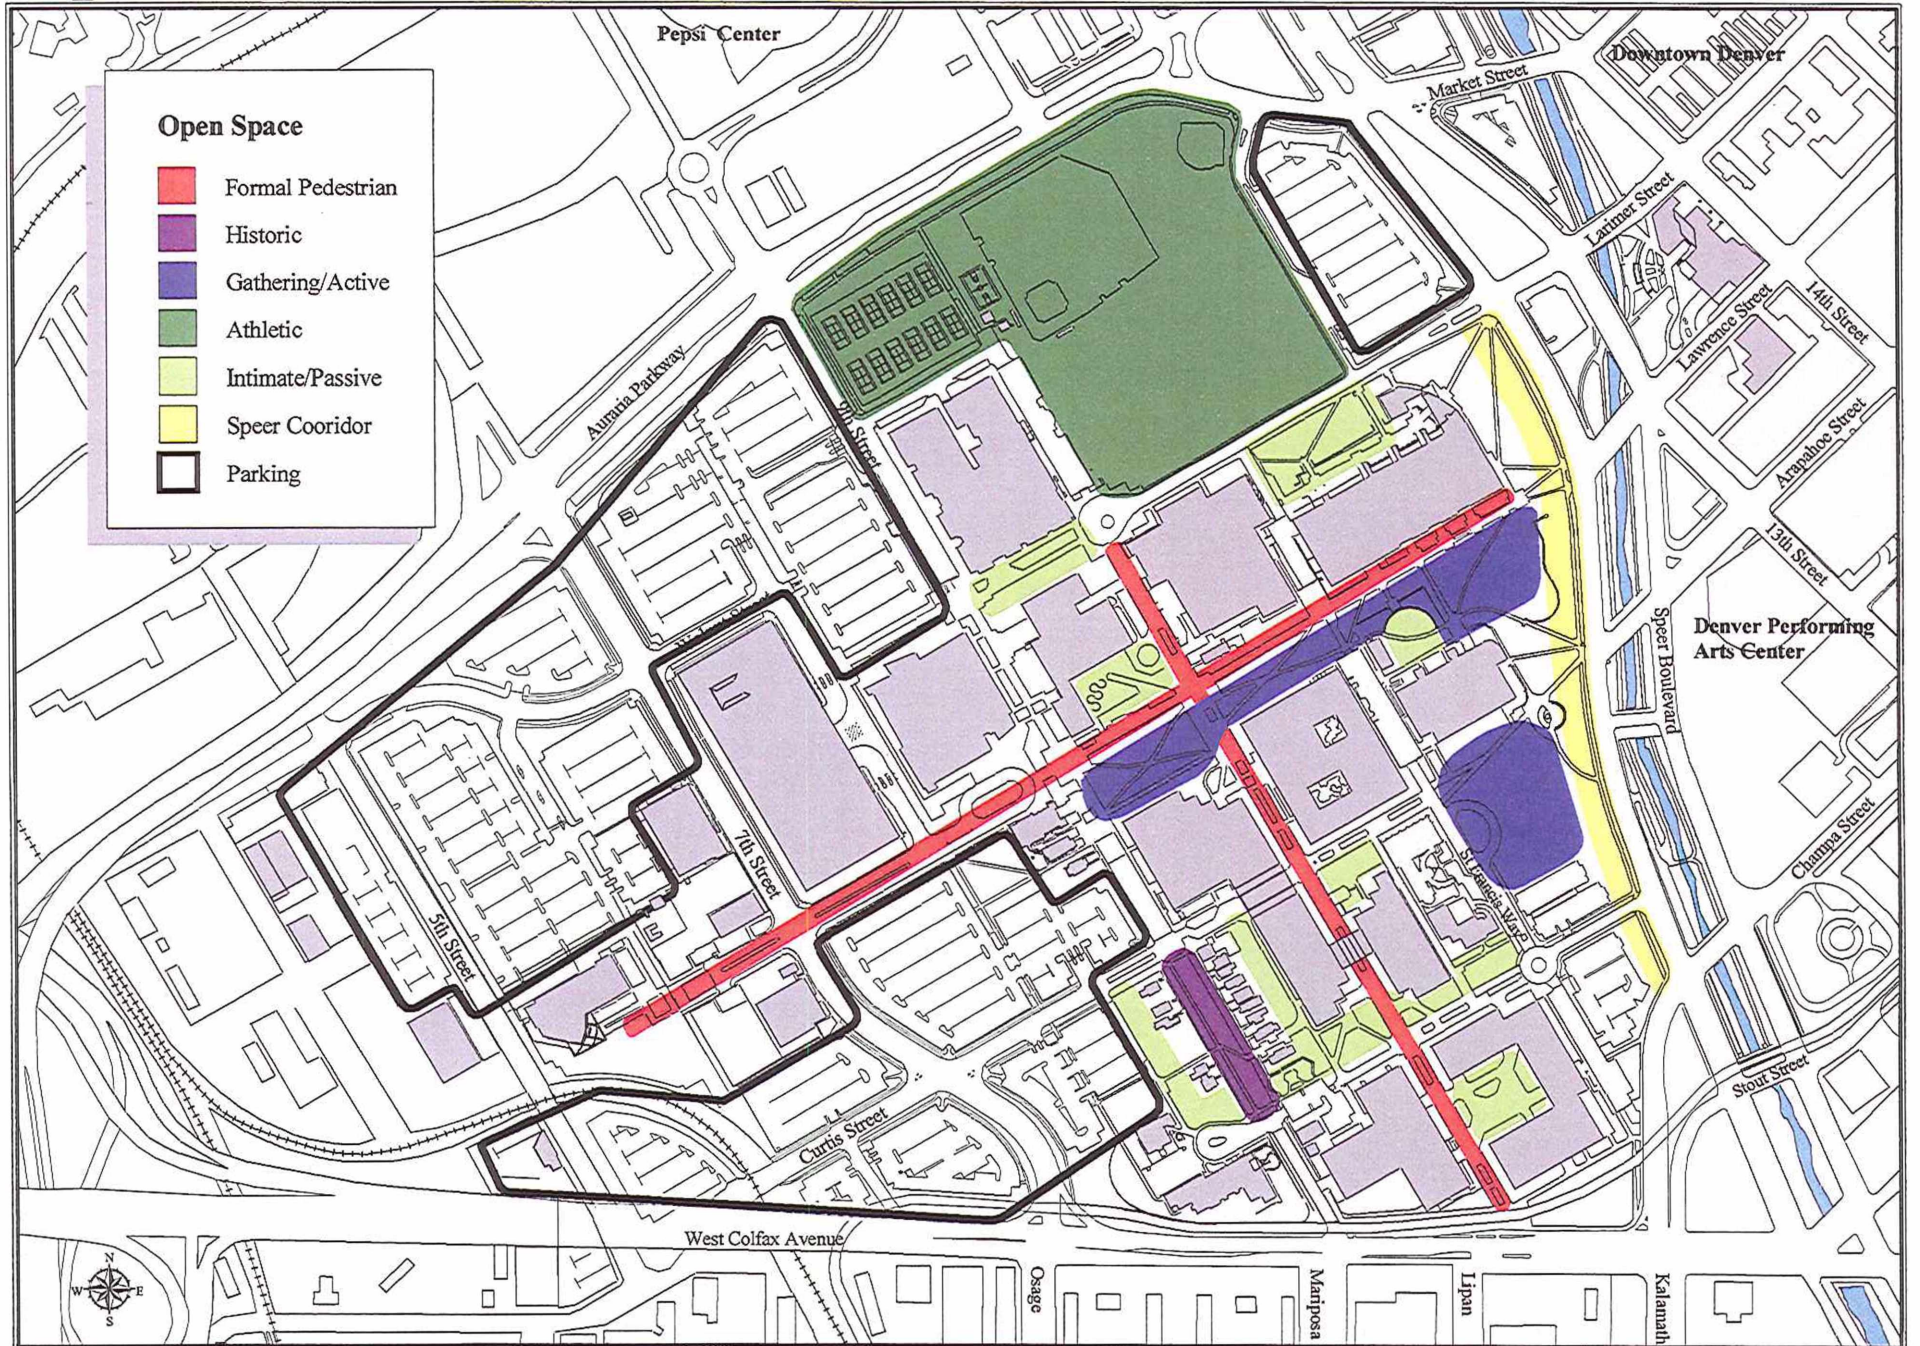 Pepsi Center
Downtown Denver
Market Street
Open Space
Formal Pedestrian
Historic
Gathering/Active
Athletic
Intimate/Passive
Speer Cooridor
Parking
Larimer Street
14th Street
Lawrence Street
Auraria Parkway
9th Street
Arapahoe Street
13th Street
Denver Performing
Arts Center
Speer Boulevard
7th Street
St Francis Way
Champa Street
5th Street
Stout Street
Curtis Street
West Colfax Avenue
N
W
E
S
Osage
Mariposa
Lipan
Kalamath